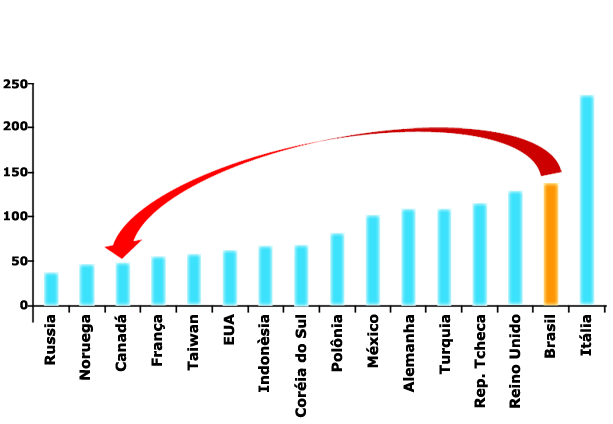 250
200
150
100
50
0
Russia
Noruega
Canadá
França
Taiwan
EUA
Indonèsia
Coréia do Sul
Polônia
México
Alemanha
Turquia
Rep. Tcheca
Reino Unido
Brasil
Itália